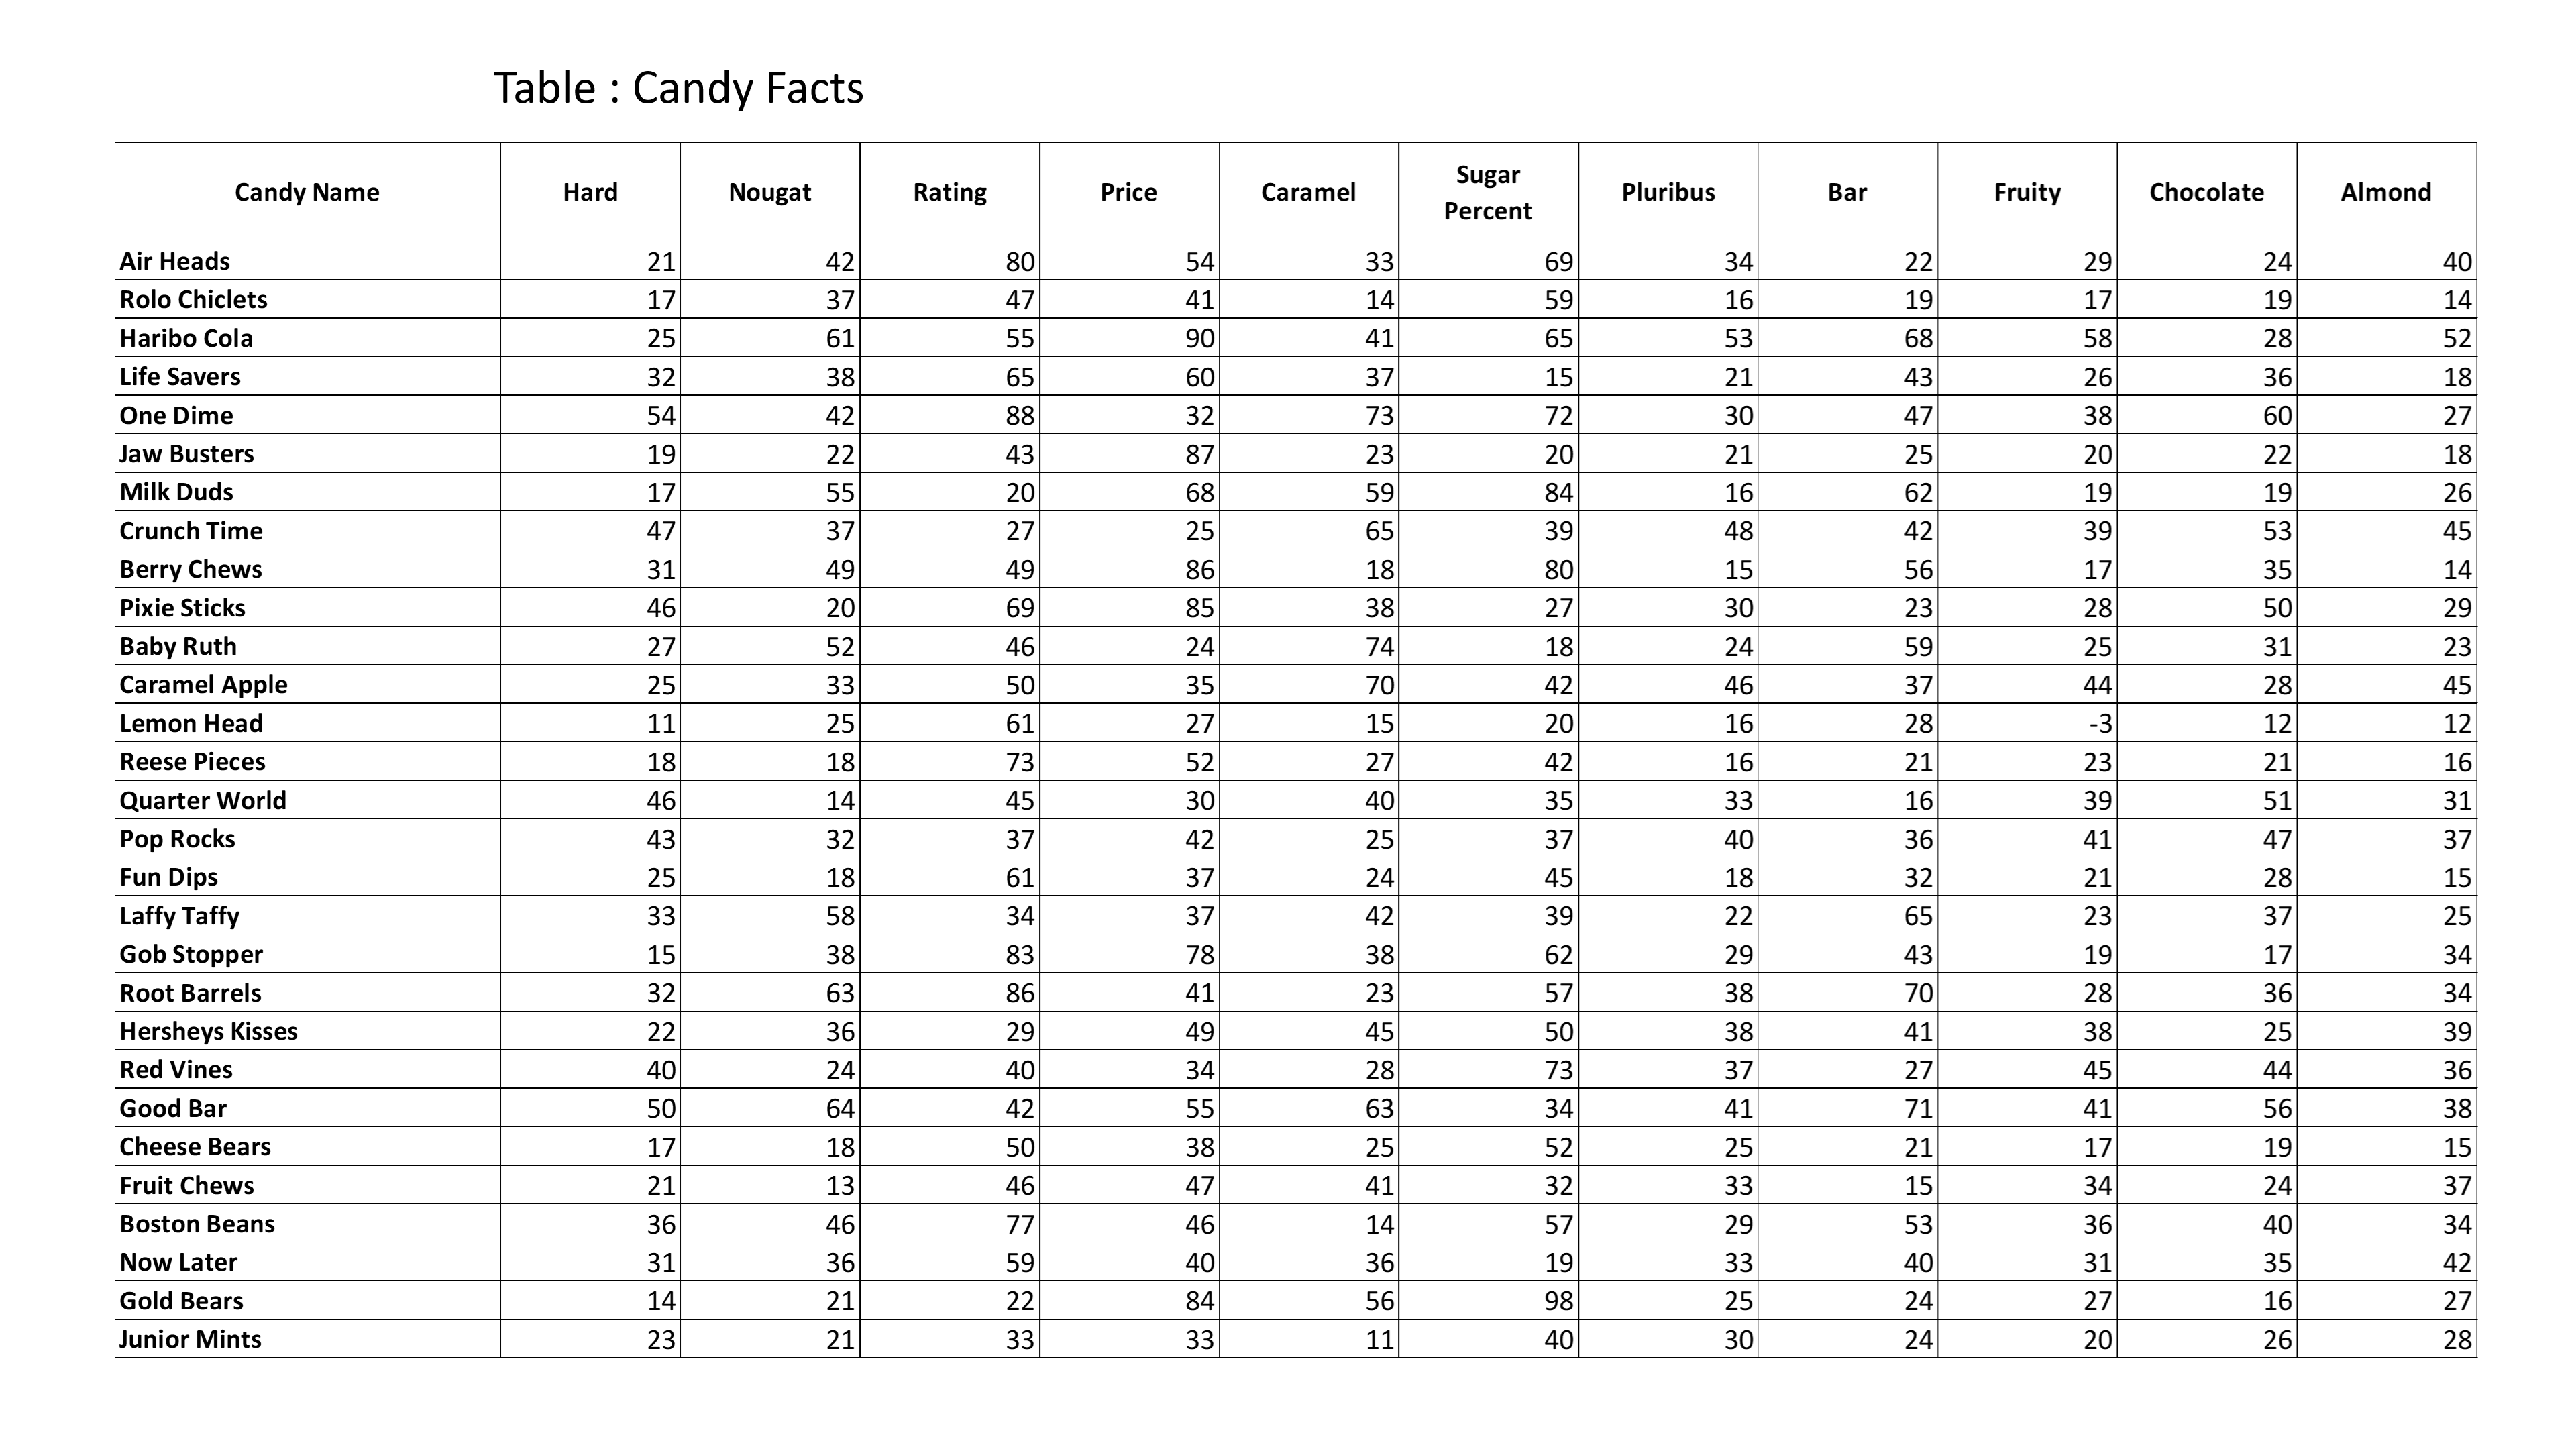 Table : Candy Facts
Candy Name Hard Nougat Rating Price Caramel Sugar Percent Pluribus Bar Fruity Chocolate Almond
Air Heads 21 42 80 54 33 69 34 22 29 24 40
Rolo Chiclets 17 37 47 41 14 59 16 19 17 19 14
Haribo Cola 25 61 55 90 41 65 53 68 58 28 52
Life Savers 32 38 65 60 37 15 21 43 26 36 18
One Dime 54 42 88 32 73 72 30 47 38 60 27
Jaw Busters 19 22 43 87 23 20 21 25 20 22 18
Milk Duds 17 55 20 68 59 84 16 62 19 19 26
Crunch Time 47 37 27 25 65 39 48 42 39 53 45
Berry Chews 31 49 49 86 18 80 15 56 17 35 14
Pixie Sticks 46 20 69 85 38 27 30 23 28 50 29
Baby Ruth 27 52 46 24 74 18 24 59 25 31 23
Caramel Apple 25 33 50 35 70 42 46 37 44 28 45
Lemon Head 11 25 61 27 15 20 16 28 -3 12 12
Reese Pieces 18 18 73 52 27 42 16 21 23 21 16
Quarter World 46 14 45 30 40 35 33 16 39 51 31
Pop Rocks 43 32 37 42 25 37 40 36 41 47 37
Fun Dips 25 18 61 37 24 45 18 32 21 28 15
Laffy Taffy 33 58 34 37 42 39 22 65 23 37 25
Gob Stopper 15 38 83 78 38 62 29 43 19 17 34
Root Barrels 32 63 86 41 23 57 38 70 28 36 34
Hersheys Kisses 22 36 29 49 45 50 38 41 38 25 39
Red Vines 40 24 40 34 28 73 37 27 45 44 36
Good Bar 50 64 42 55 63 34 41 71 41 56 38
Cheese Bears 17 18 50 38 25 52 25 21 17 19 15
Fruit Chews 21 13 46 47 41 32 33 15 34 24 37
Boston Beans 36 46 77 46 14 57 29 53 36 40 34
Now Later 31 36 59 40 36 19 33 40 31 35 42
Gold Bears 14 21 22 84 56 98 25 24 27 16 27
Junior Mints 23 21 33 33 11 40 30 24 20 26 28